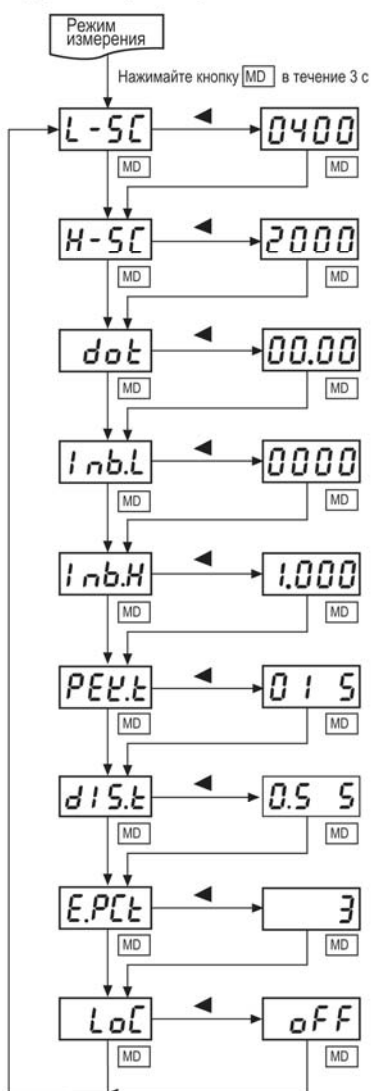 Режим
измерения
Нажимайте кнопку MD в течение 3 с
L-SC ◄ 0400
MD MD
H-SC ◄ 2000
MD MD
dot ◄ 00.00
MD MD
Inb.L ◄ 0000
MD MD
Inb.H ◄ 1.000
MD MD
PEK.t ◄ 01 S
MD MD
dIS.t ◄ 0.5 S
MD MD
E.PCt ◄ 3
MD MD
LoC ◄ oFF
MD MD